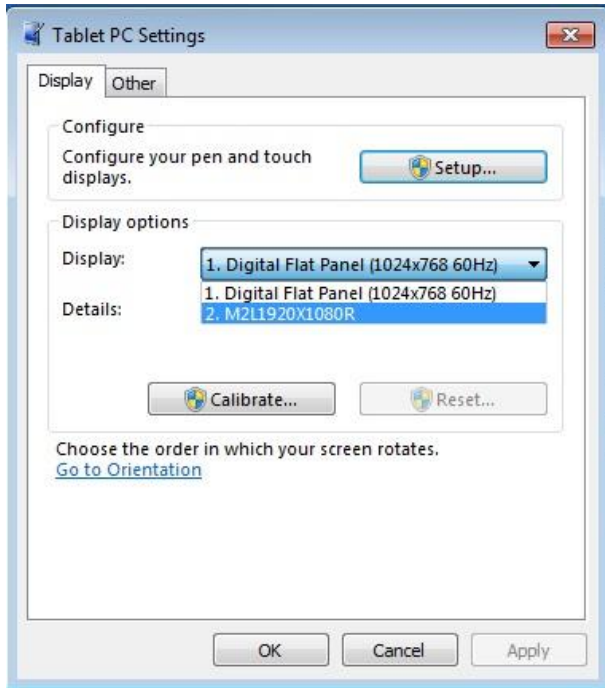 Tablet PC Settings
Display
Other
Configure
Configure your pen and touch
displays.
Setup...
Display options
Display:
1. Digital Flat Panel (1024x768 60Hz)
1. Digital Flat Panel (1024x768 60Hz)
2. M2L1920X1080R
Details:
Calibrate...
Reset...
Choose the order in which your screen rotates.
Go to Orientation
OK
Cancel
Apply